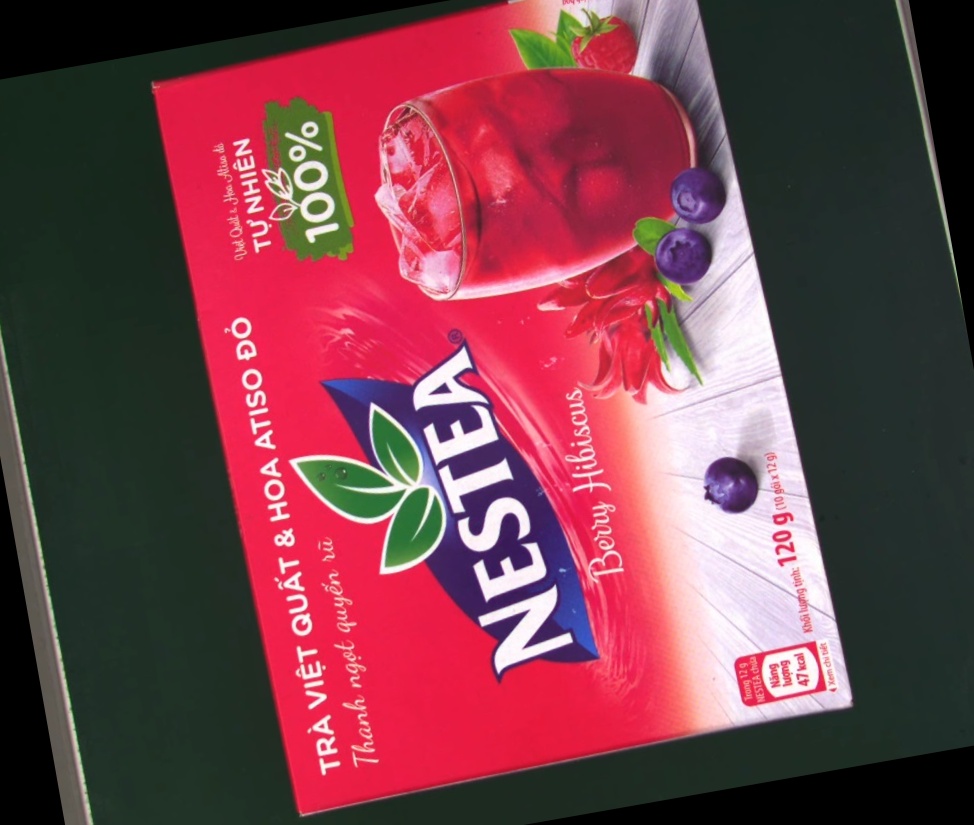 TRÀ VIỆT QUẤT & HOA ATISO ĐỎ
Thanh ngọt quyến rũ
Việt Quất & Hoa Atiso đỏ
TỰ NHIÊN
100%
NESTEA®
Berry Hibiscus
Trong 12 g
NESTEA chứa
Năng
lượng
47 kcal
Xem chi tiết
Khối lượng tịnh: 120 g (10 gói x 12 g)